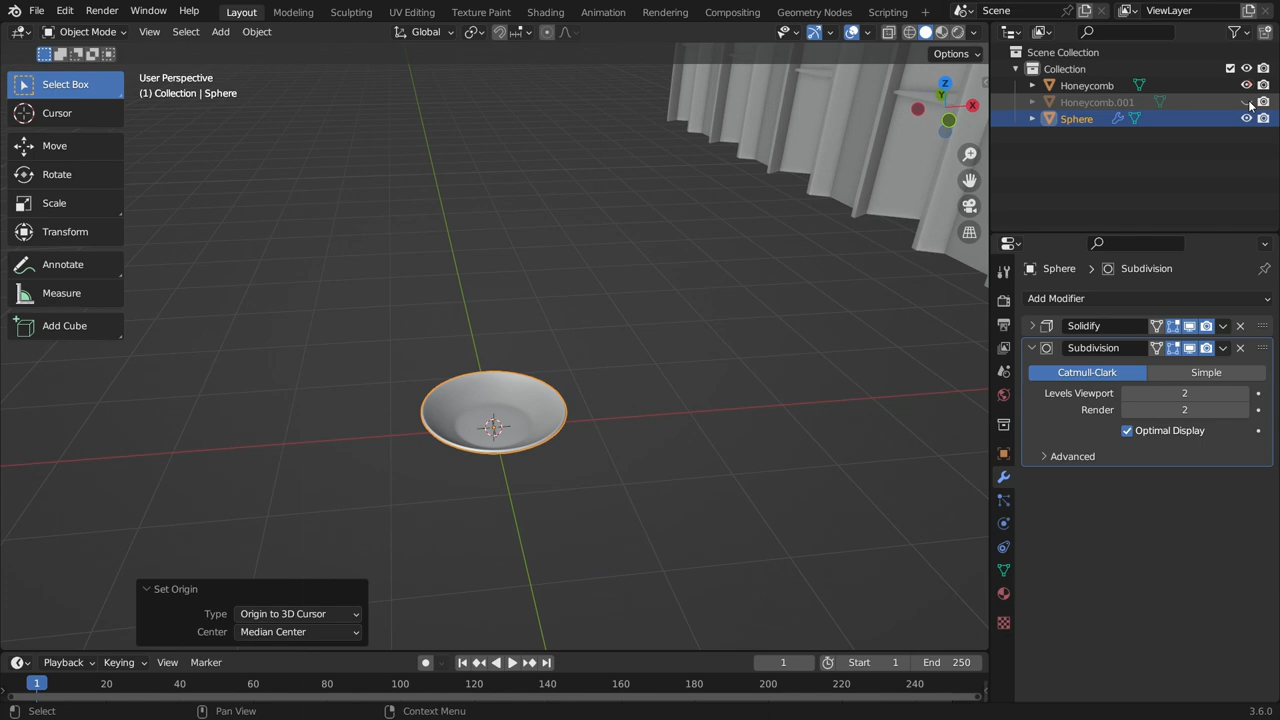 File Edit Render Window Help Layout Modeling Sculpting UV Editing Texture Paint Shading Animation Rendering Compositing Geometry Nodes Scripting Scene ViewLayer
Object Mode View Select Add Object Global
Options
User Perspective
(1) Collection | Sphere
Select Box
Cursor
Move
Rotate
Scale
Transform
Annotate
Measure
Add Cube
Z
Y
X
Set Origin
Type Origin to 3D Cursor
Center Median Center
Scene Collection
Collection
Honeycomb
Honeycomb.001
Sphere
Sphere Subdivision
Add Modifier
Solidify
Subdivision
Catmull-Clark Simple
Levels Viewport 2
Render 2
Optimal Display
Advanced
Playback Keying View Marker 1 Start 1 End 250
1 20 40 60 80 100 120 140 160 180 200 220 240
Select Pan View Context Menu 3.6.0